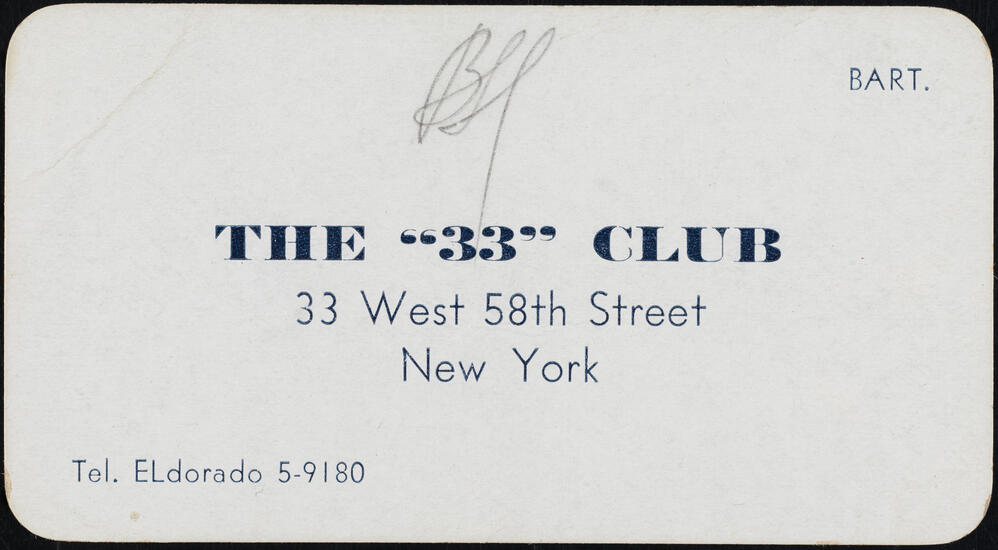 BART.
THE “33” CLUB
33 West 58th Street
New York
Tel. ELdorado 5-9180